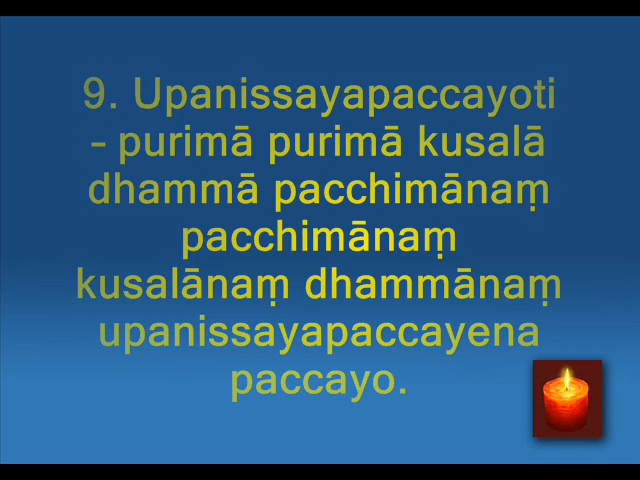 9. Upanissayapaccayoti
- purimā purimā kusalā
dhammā pacchimānaṃ
pacchimānaṃ
kusalānaṃ dhammānaṃ
upanissayapaccayena
paccayo.